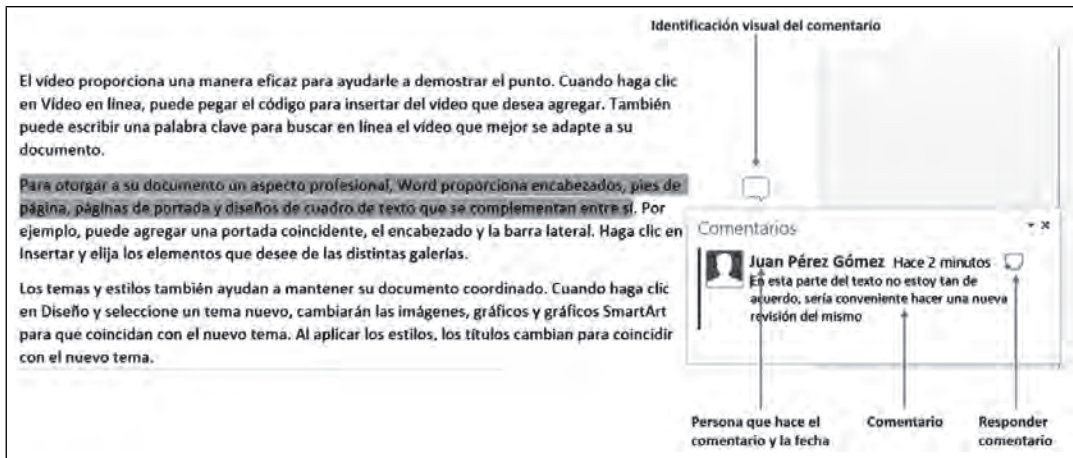 Identificación visual del comentario
El vídeo proporciona una manera eficaz para ayudarle a demostrar el punto. Cuando haga clic
en Vídeo en línea, puede pegar el código para insertar del vídeo que desea agregar. También
puede escribir una palabra clave para buscar en línea el vídeo que mejor se adapte a su
documento.
Para otorgar a su documento un aspecto profesional, Word proporciona encabezados, pies de
página, páginas de portada y diseños de cuadro de texto que se complementan entre sí. Por
ejemplo, puede agregar una portada coincidente, el encabezado y la barra lateral. Haga clic en
Insertar y elija los elementos que desee de las distintas galerías.
Los temas y estilos también ayudan a mantener su documento coordinado. Cuando haga clic
en Diseño y seleccione un tema nuevo, cambiarán las imágenes, gráficos y gráficos SmartArt
para que coincidan con el nuevo tema. Al aplicar los estilos, los títulos cambian para coincidir
con el nuevo tema.
Comentarios
Juan Pérez Gómez Hace 2 minutos
En esta parte del texto no estoy tan de
acuerdo, sería conveniente hacer una nueva
revisión del mismo
Persona que hace el
comentario y la fecha
Comentario
Responder
comentario